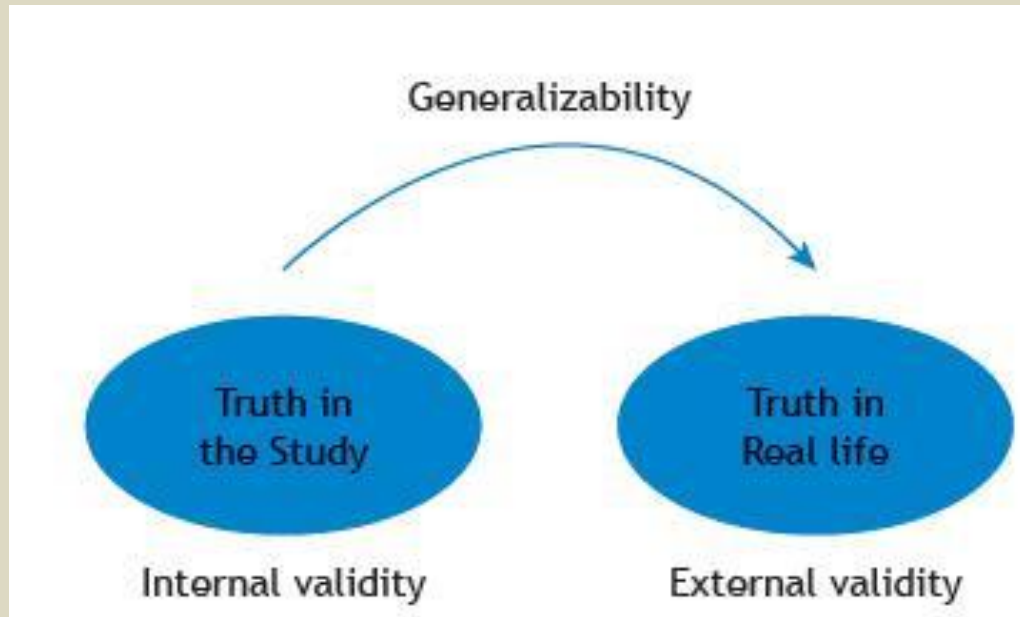 Generalizability
Truth in
the Study
Truth in
Real life
Internal validity
External validity